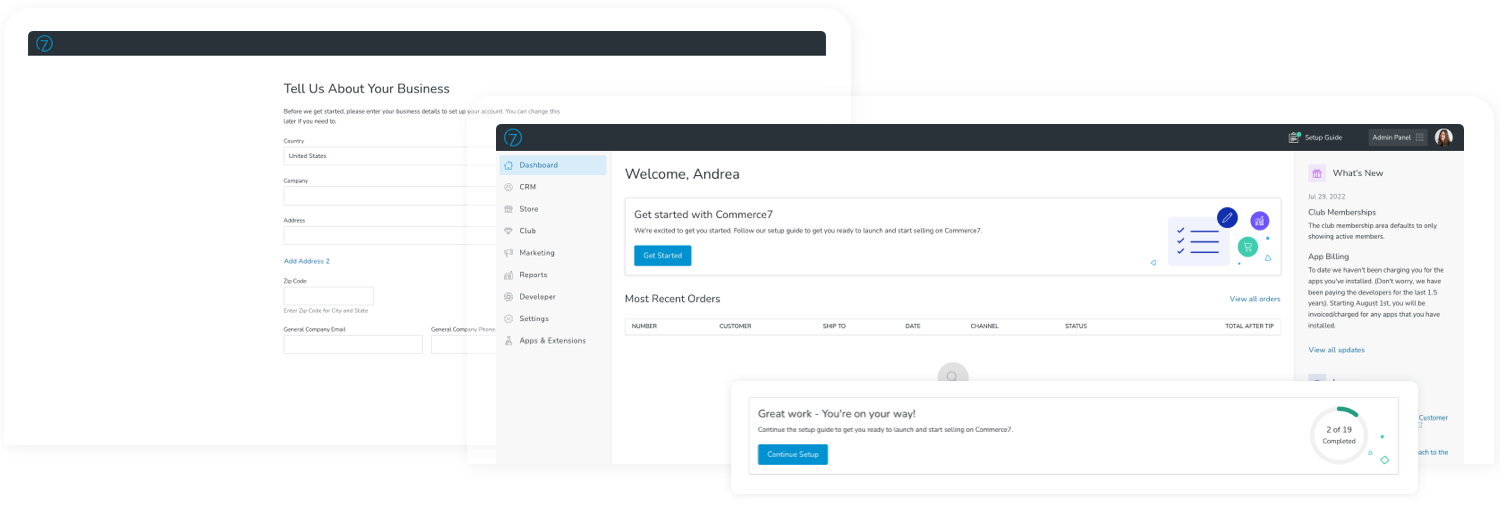 7
Tell Us About Your Business
Before we get started, please enter your business details to set up your account. You can change this
later if you need to.
Country
United States
Company
Address
Add Address 2
Zip Code
Enter Zip Code for City and State
General Company Email
General Company Phone
7
Setup Guide
Admin Panel
Dashboard
CRM
Store
Club
Marketing
Reports
Developer
Settings
Apps & Extensions
Welcome, Andrea
Get started with Commerce7
We're excited to get you started. Follow our setup guide to get you ready to launch and start selling on Commerce7.
Get Started
Most Recent Orders
View all orders
NUMBER CUSTOMER SHIP TO DATE CHANNEL STATUS TOTAL AFTER TIP
What's New
Jul 29, 2022
Club Memberships
The club membership area defaults to only
showing active members.
App Billing
To date we haven't been charging you for the
apps you've installed. (Don't worry, we have
been paying the developers for the last 1.5
years). Starting August 1st, you will be
invoiced/charged for any apps that you have
installed.
View all updates
Customer
to the
Great work - You're on your way!
Continue the setup guide to get you ready to launch and start selling on Commerce7.
Continue Setup
2 of 19
Completed